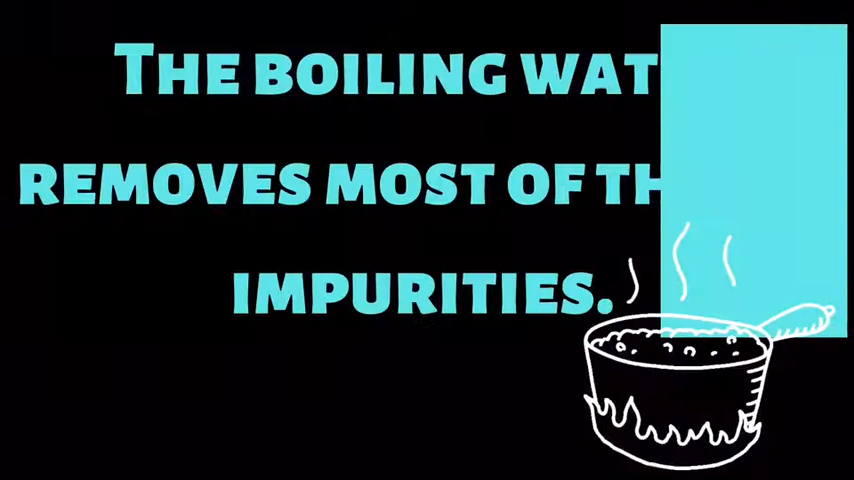 The boiling wat
removes most of th
impurities.